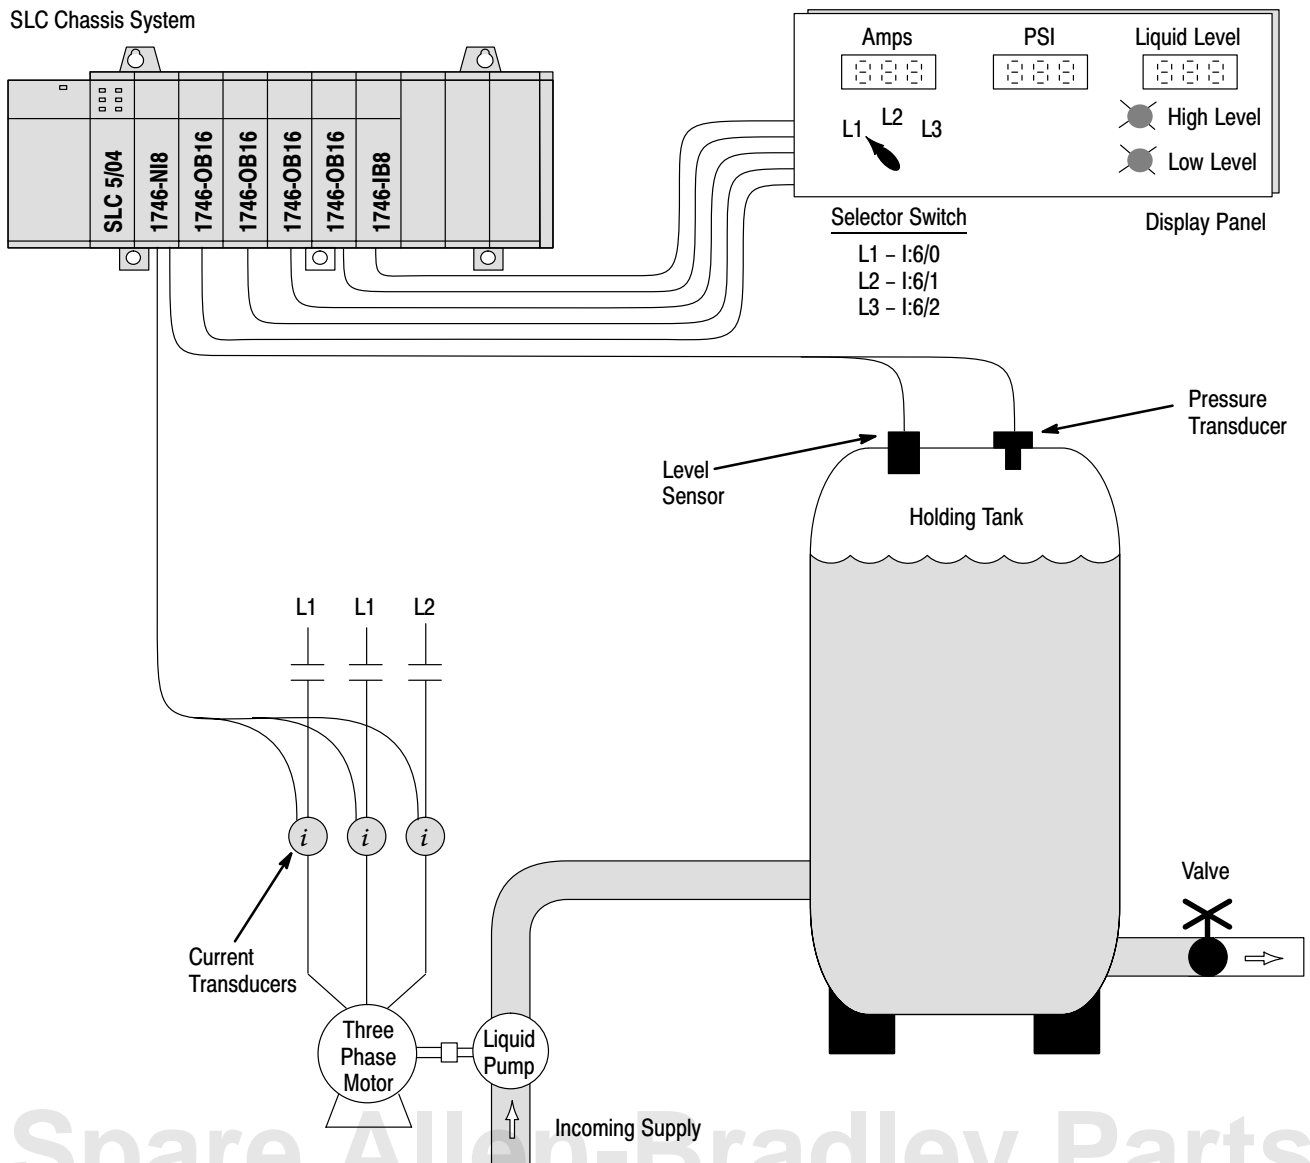 SLC Chassis System
Amps
PSI
Liquid Level
L1
L2
L3
High Level
Low Level
SLC 5/04
1746-NI8
1746-OB16
1746-OB16
1746-OB16
1746-OB16
1746-IB8
Selector Switch
L1 – I:6/0
L2 – I:6/1
L3 – I:6/2
Display Panel
Pressure
Transducer
Level
Sensor
Holding Tank
L1
L1
L2
i
i
i
Valve
Current
Transducers
Three
Phase
Motor
Liquid
Pump
Incoming Supply
Spare Allen-Bradley Parts